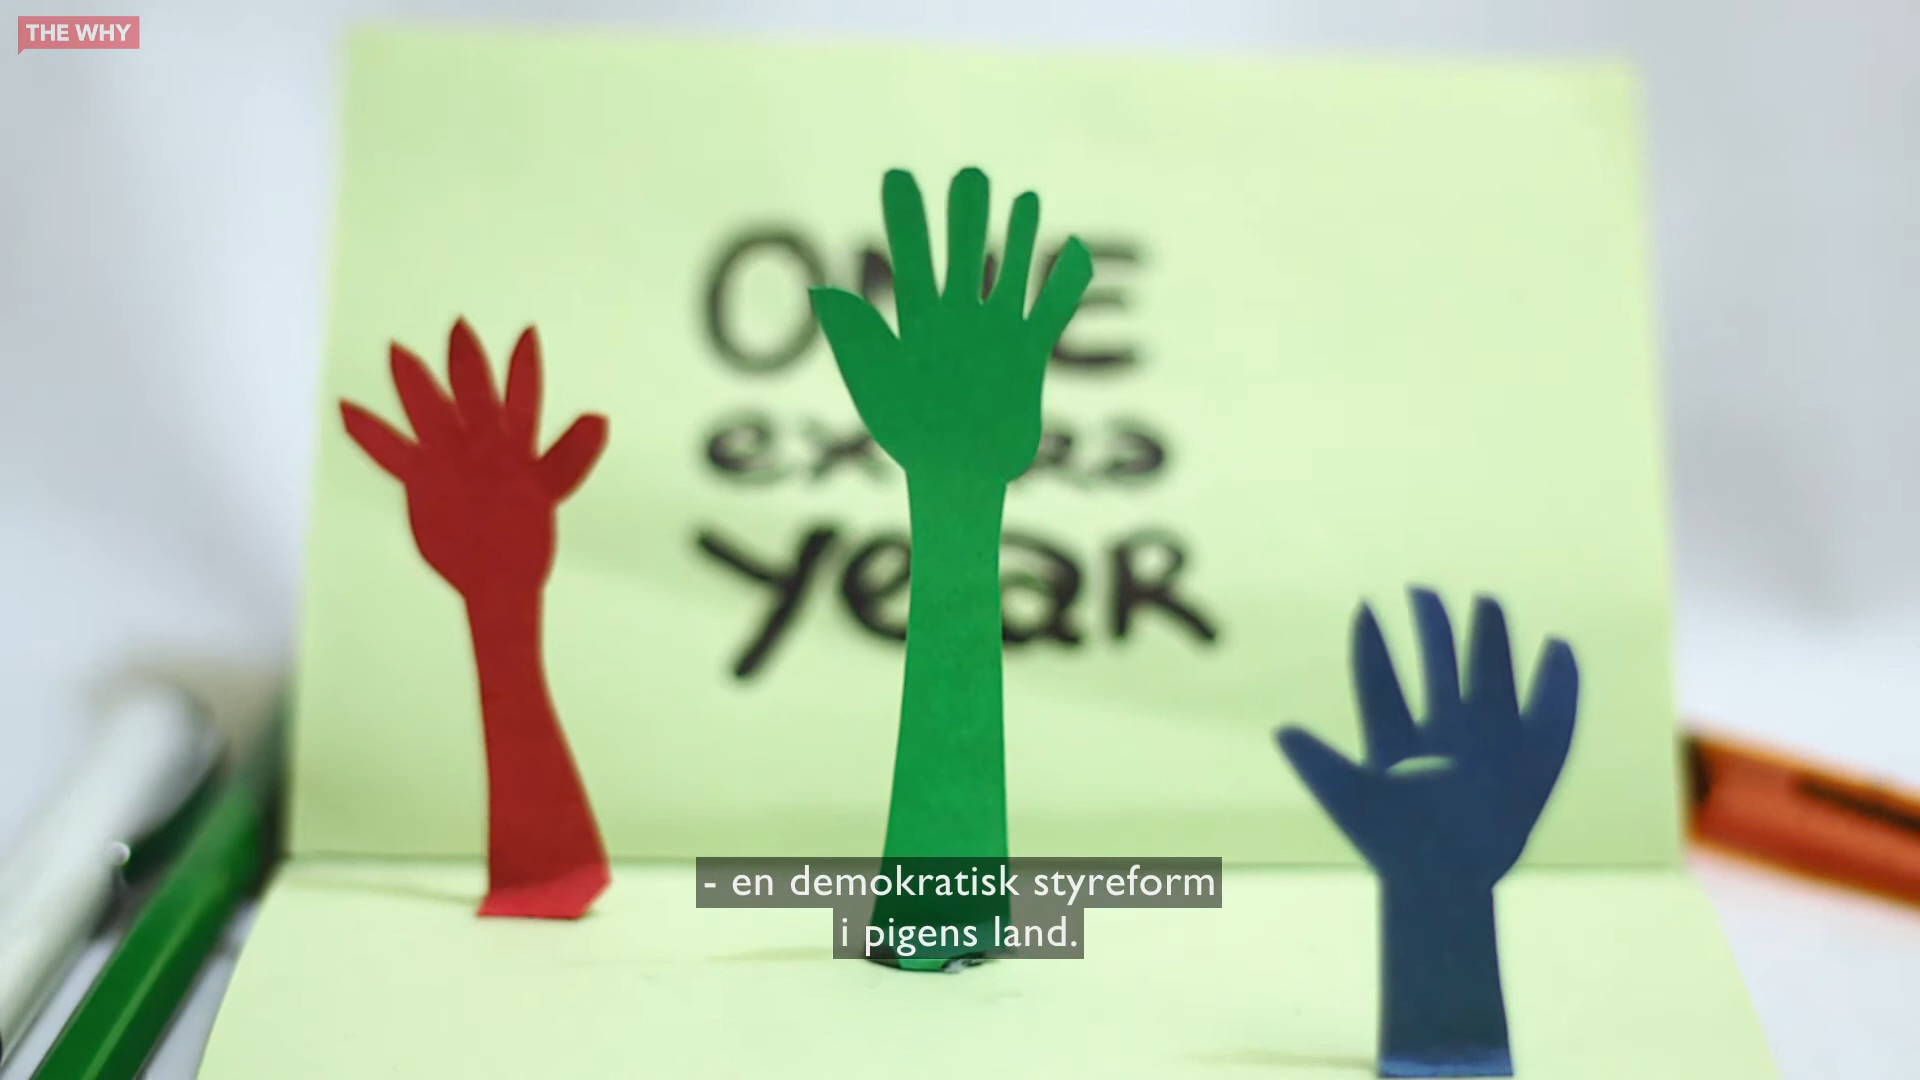 THE WHY
ONE
extra
YeaR
- en demokratisk styreform
i pigens land.